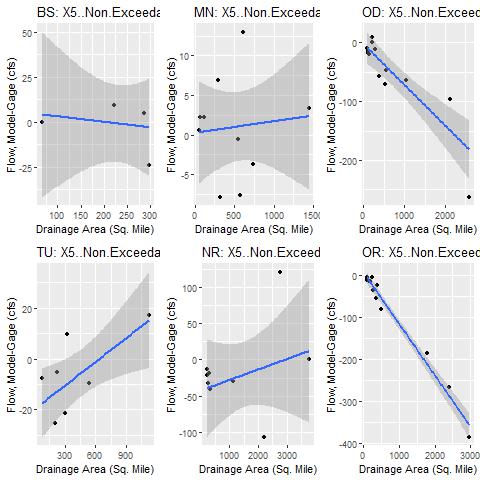 BS: X5..Non.Exceeda
50
25
0
-25
100 150 200 250 300
Drainage Area (Sq. Mile)
Flow, Model-Gage (cfs)
MN: X5..Non.Exceed
10
5
0
-5
0 500 1000 1500
Drainage Area (Sq. Mile)
Flow, Model-Gage (cfs)
OD: X5..Non.Exceed
0
-100
-200
0 1000 2000
Drainage Area (Sq. Mile)
Flow, Model-Gage (cfs)
TU: X5..Non.Exceeda
20
0
-20
300 600 900
Drainage Area (Sq. Mile)
Flow, Model-Gage (cfs)
NR: X5..Non.Exceed
100
50
0
-50
-100
1000 2000 3000
Drainage Area (Sq. Mile)
Flow, Model-Gage (cfs)
OR: X5..Non.Exceed
0
-100
-200
-300
-400
0 1000 2000 3000
Drainage Area (Sq. Mile)
Flow, Model-Gage (cfs)